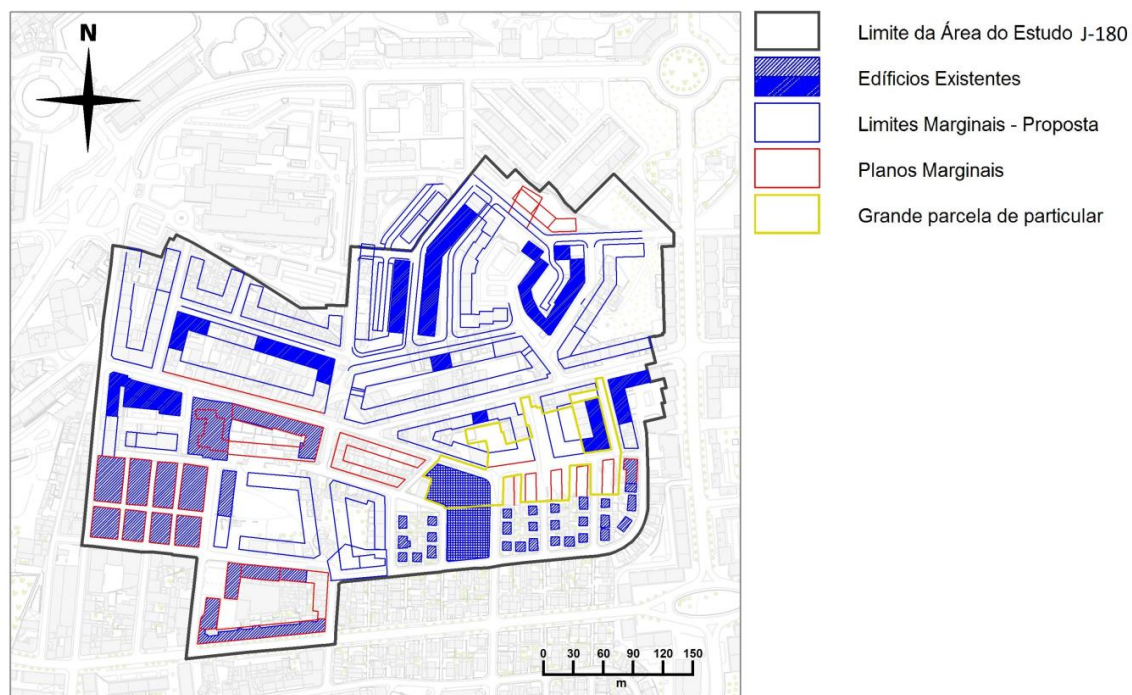 N
Limite da Área do Estudo J-180
Edíficios Existentes
Limites Marginais - Proposta
Planos Marginais
Grande parcela de particular
0 30 60 90 120 150
m